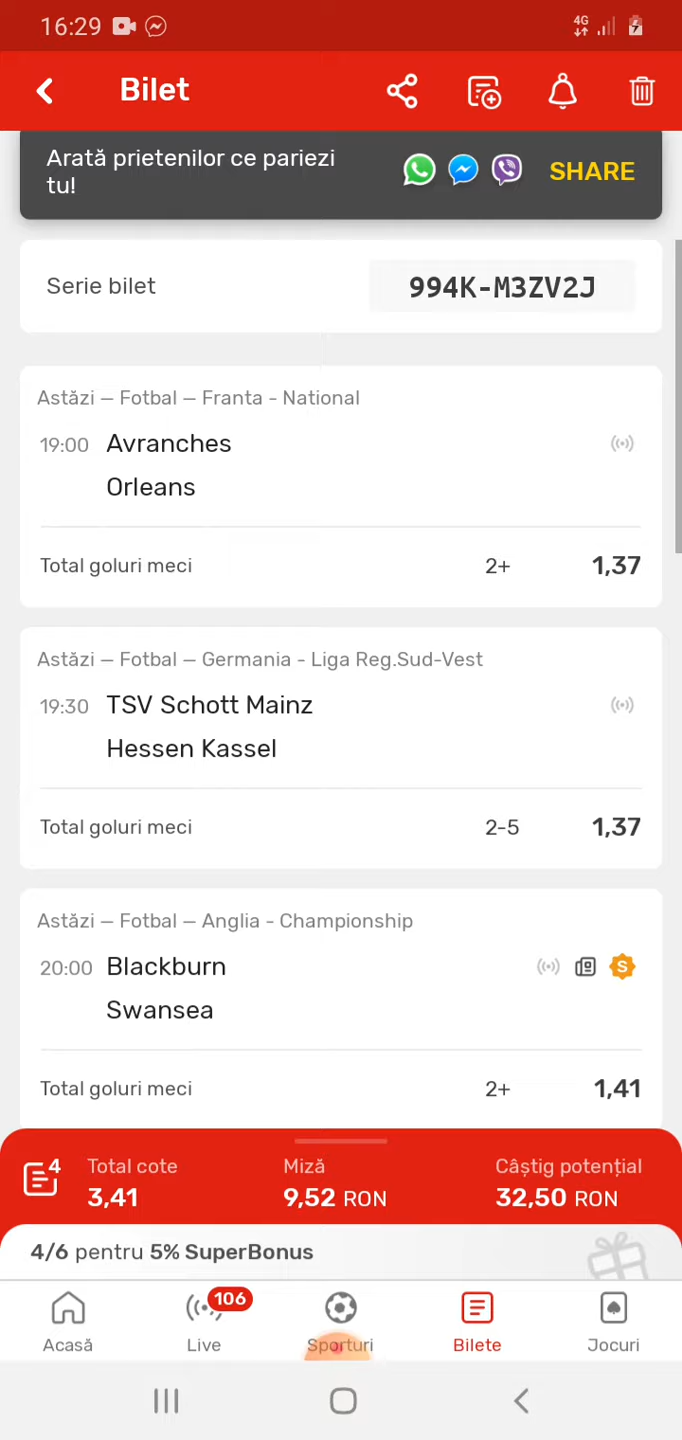 16:29
4G
Bilet
Arată prietenilor ce pariezi
tu!
SHARE
Serie bilet 994K-M3ZV2J
Astăzi – Fotbal – Franta - National
19:00 Avranches
Orleans
Total goluri meci 2+ 1,37
Astăzi – Fotbal – Germania - Liga Reg.Sud-Vest
19:30 TSV Schott Mainz
Hessen Kassel
Total goluri meci 2-5 1,37
Astăzi – Fotbal – Anglia - Championship
20:00 Blackburn
S
Swansea
Total goluri meci 2+ 1,41
4
Total cote Miză Câștig potențial
3,41 9,52 RON 32,50 RON
4/6 pentru 5% SuperBonus
106
Acasă Live Sporturi Bilete Jocuri